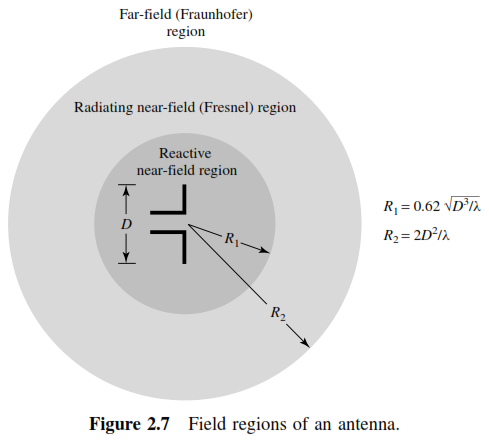 Far-field (Fraunhofer)
region
Radiating near-field (Fresnel) region
Reactive
near-field region
D
R₁
R₂
R₁ = 0.62 √D³/λ
R₂ = 2D²/λ
Figure 2.7 Field regions of an antenna.